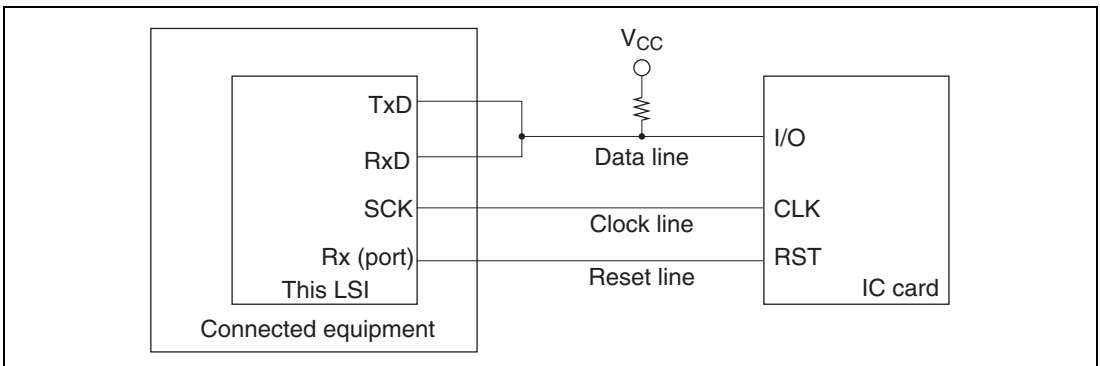 VCC
TxD
I/O
RxD
Data line
SCK
CLK
Clock line
Rx (port)
RST
Reset line
This LSI
IC card
Connected equipment